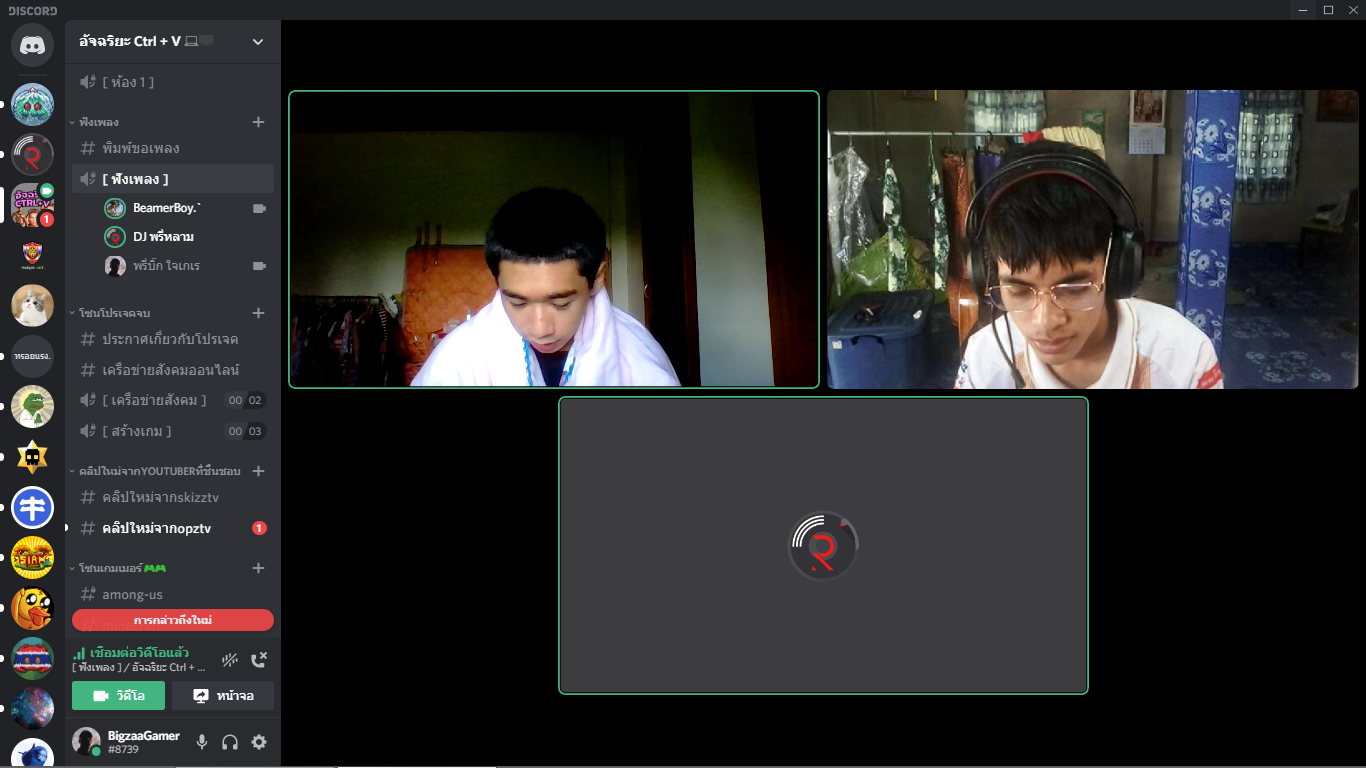 DISCORD
อัจฉริยะ Ctrl + V
[ ห้อง 1 ]
ฟังเพลง
พิมพ์ขอเพลง
[ ฟังเพลง ]
BeamerBoy.`
DJ พรี่หลาม
พรี่บิ๊ก ใจเกเร
โซนโปรเจคจบ
ประกาศเกี่ยวกับโปรเจค
เครือข่ายสังคมออนไลน์
[ เครือข่ายสังคม ] 00 02
[ สร้างเกม ] 00 03
คลิปใหม่จากYOUTUBERที่ชื่นชอบ
คลิปใหม่จากskizztv
คลิปใหม่จากopztv 1
โซนเกมเมอร์
among-us
การกล่าวถึงใหม่
เชื่อมต่อวิดีโอแล้ว
[ ฟังเพลง ] / อัจฉริยะ Ctrl + ...
วิดีโอ หน้าจอ
BigzaaGamer
#8739
อัจฉริ
CTRL+V
1
ทรอยแรง.
SIAM
R